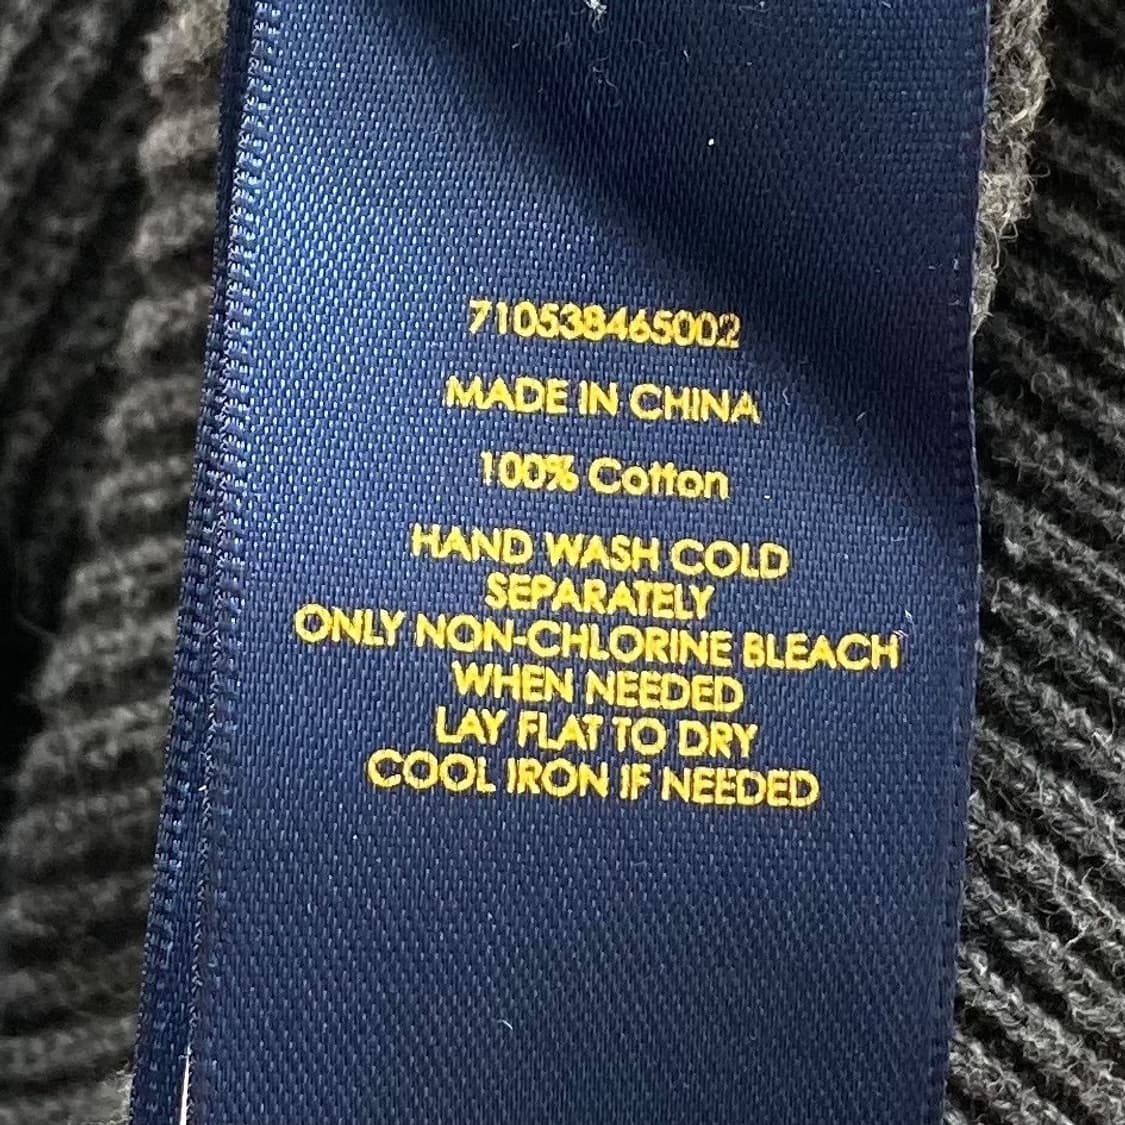 710538465002
MADE IN CHINA
100% Cotton
HAND WASH COLD
SEPARATELY
ONLY NON-CHLORINE BLEACH
WHEN NEEDED
LAY FLAT TO DRY
COOL IRON IF NEEDED